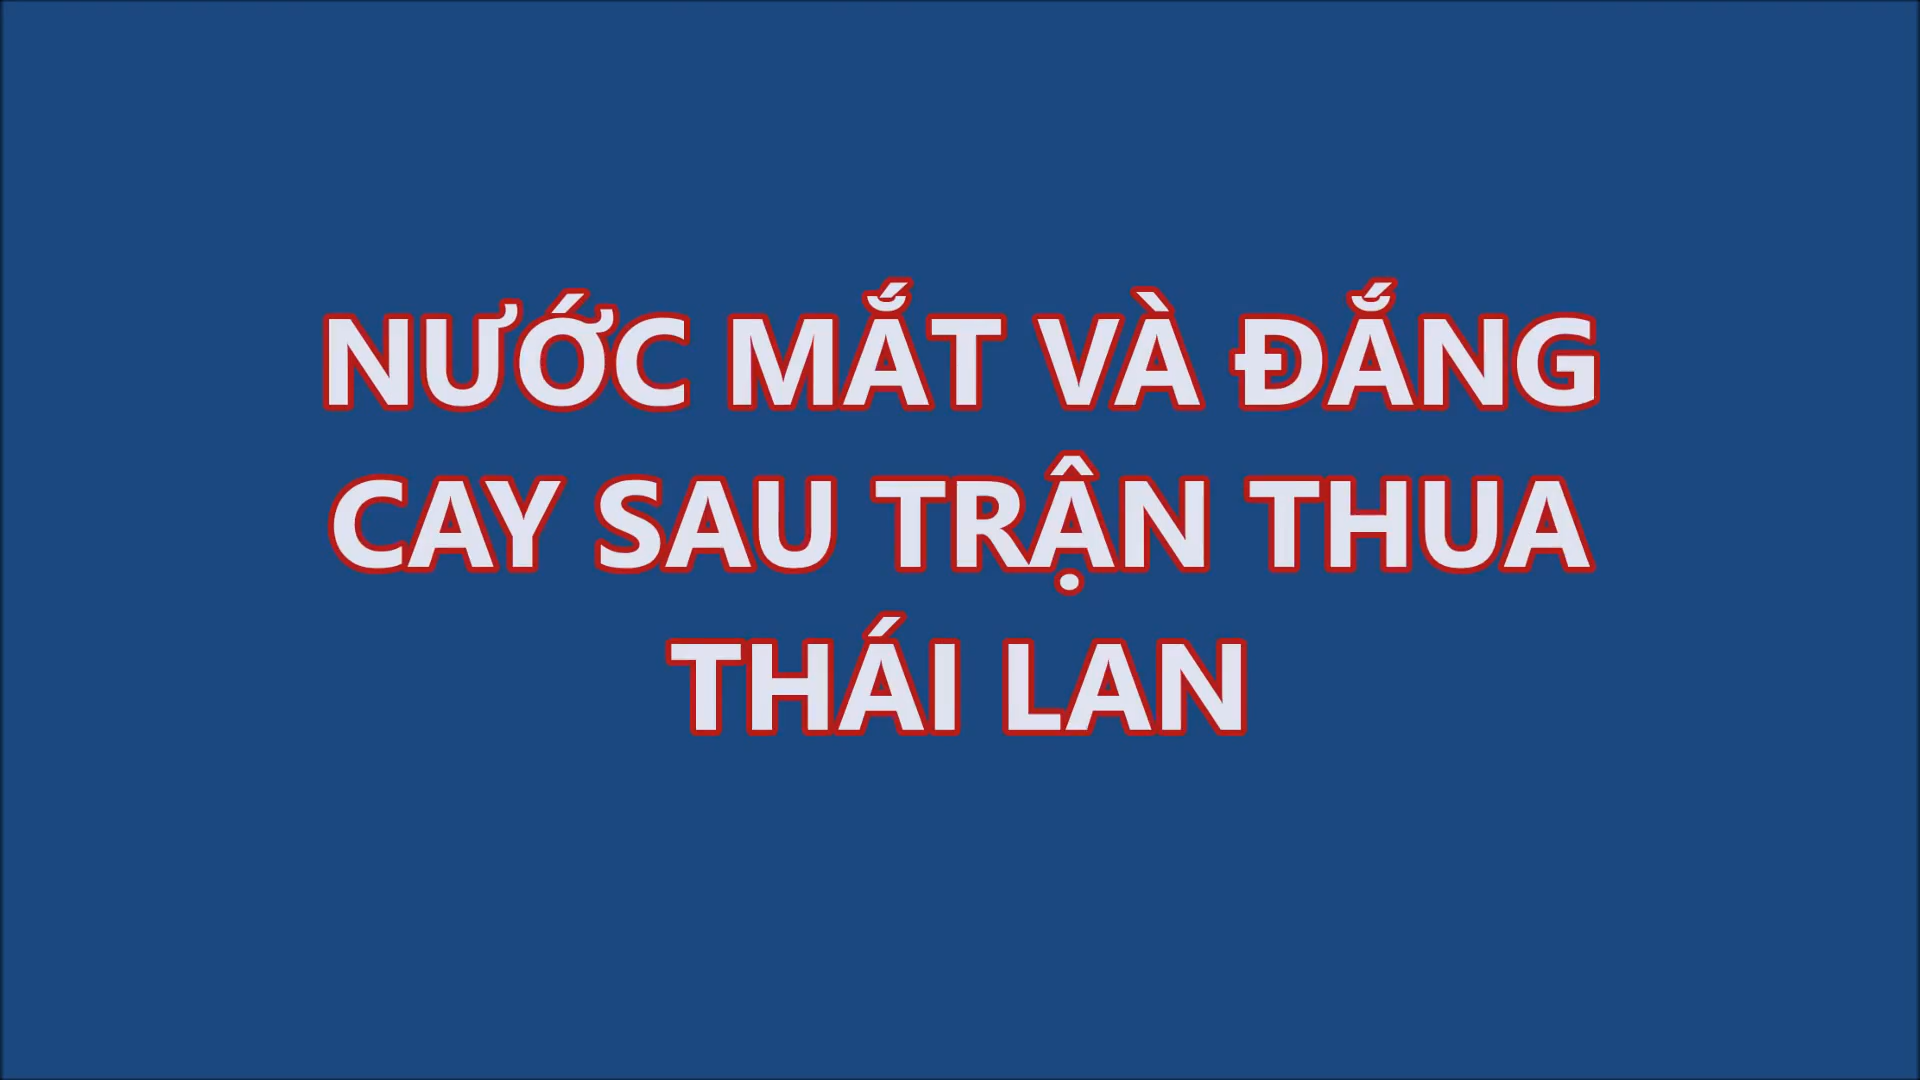 NƯỚC MẮT VÀ ĐẮNG
CAY SAU TRẬN THUA
THÁI LAN